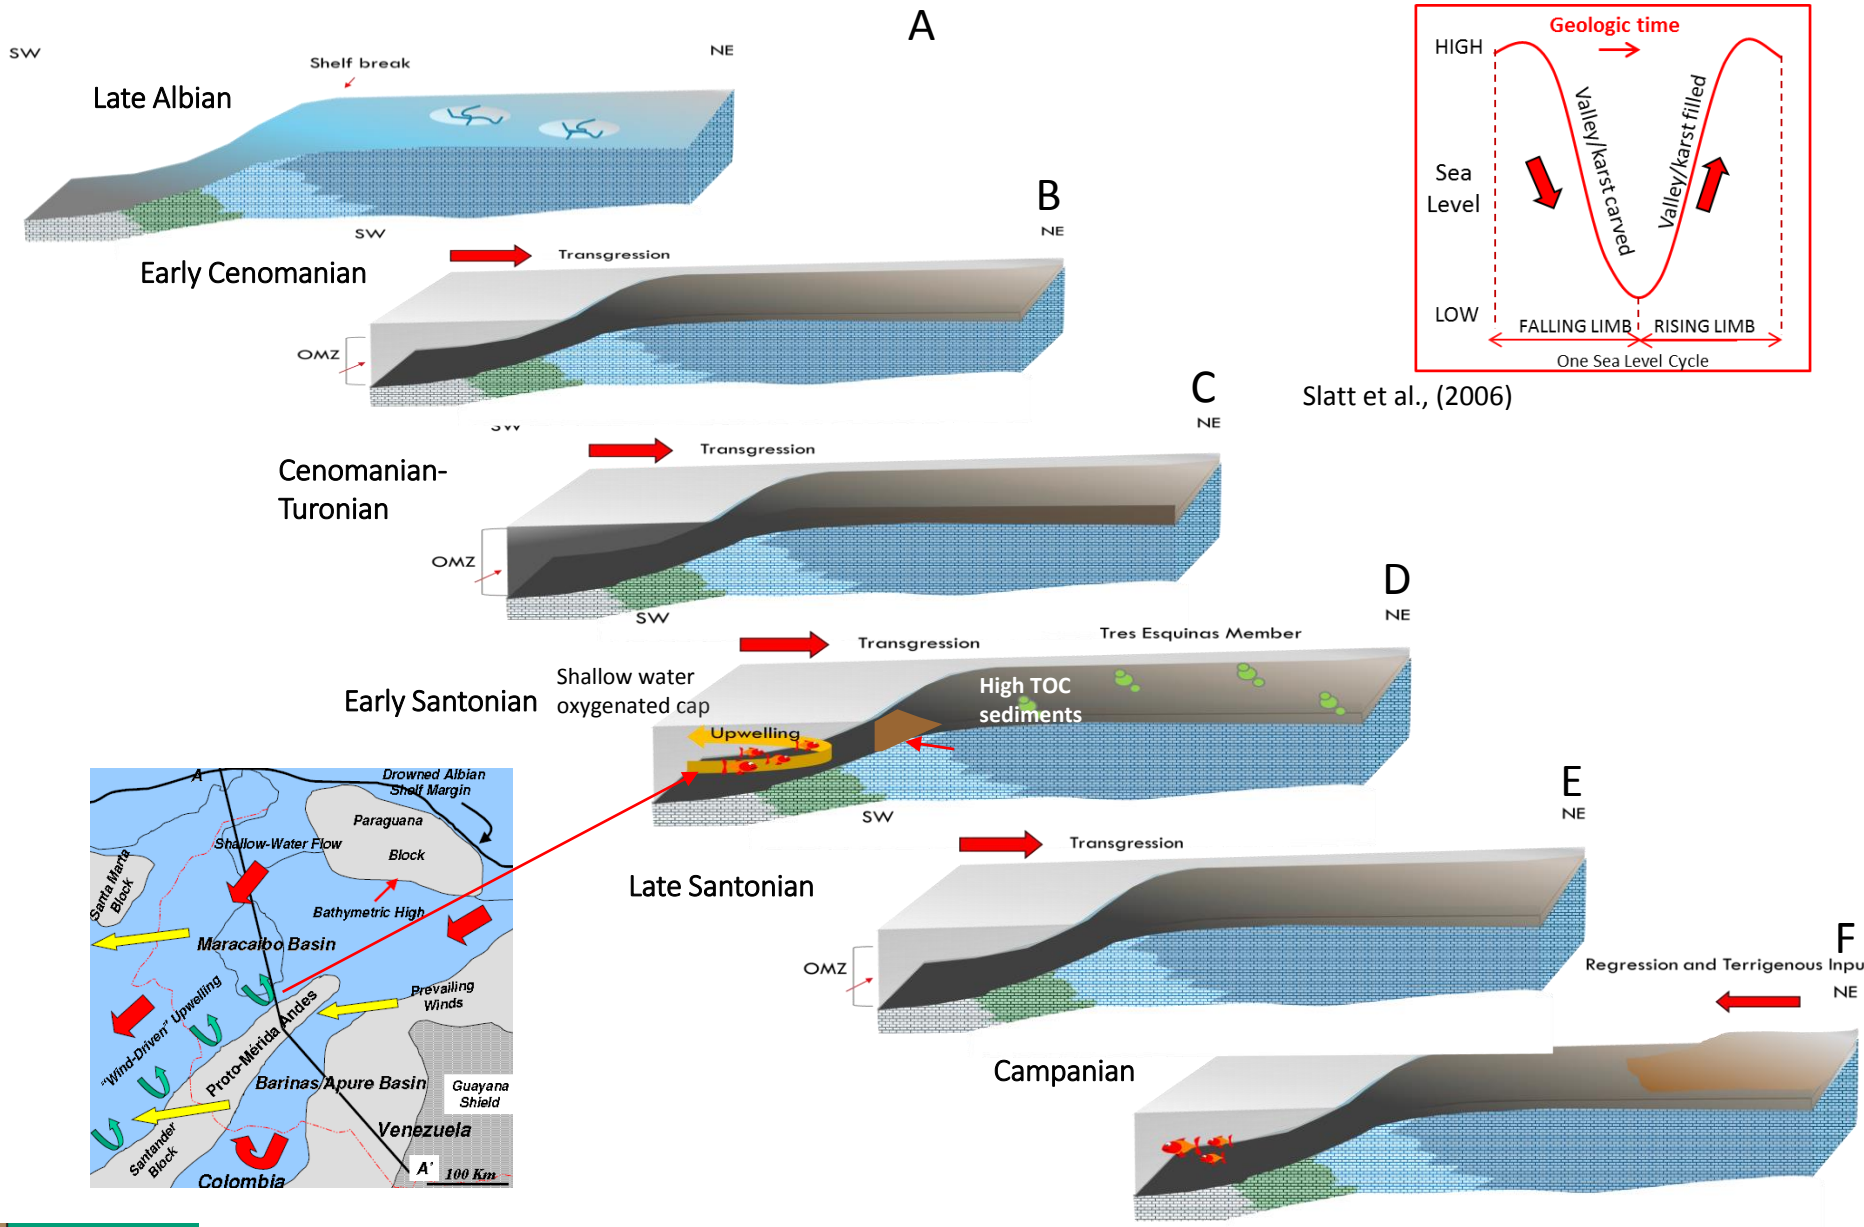 A
SW
NE
Shelf break
Late Albian
B
SW
NE
Transgression
Early Cenomanian
OMZ
C
SW
NE
Transgression
Cenomanian-
Turonian
OMZ
D
SW
NE
Transgression
Tres Esquinas Member
Early Santonian
Shallow water
oxygenated cap
High TOC
sediments
Upwelling
E
SW
NE
Transgression
Late Santonian
OMZ
F
Regression and Terrigenous Inpu
NE
Campanian
Geologic time
HIGH
Sea
Level
LOW
Valley/karst carved
Valley/karst filled
FALLING LIMB
RISING LIMB
One Sea Level Cycle
Slatt et al., (2006)
A
Drowned Albian
Shelf Margin
Paraguana
Block
Shallow-Water Flow
Santa Marta
Block
Bathymetric High
Maracaibo Basin
Prevailing
Winds
"Wind-Driven" Upwelling
Proto-Mérida Andes
Barinas/Apure Basin
Guayana
Shield
Venezuela
Santander
Block
Colombia
A'
100 Km